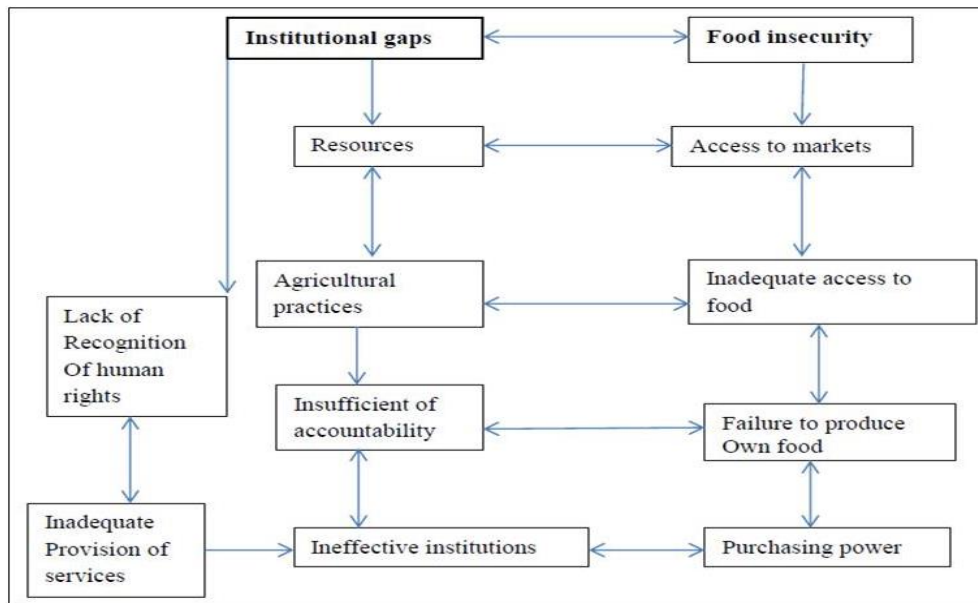 Institutional gaps
Food insecurity
Resources
Access to markets
Agricultural
practices
Inadequate access to
food
Lack of
Recognition
Of human
rights
Insufficient of
accountability
Failure to produce
Own food
Inadequate
Provision of
services
Ineffective institutions
Purchasing power